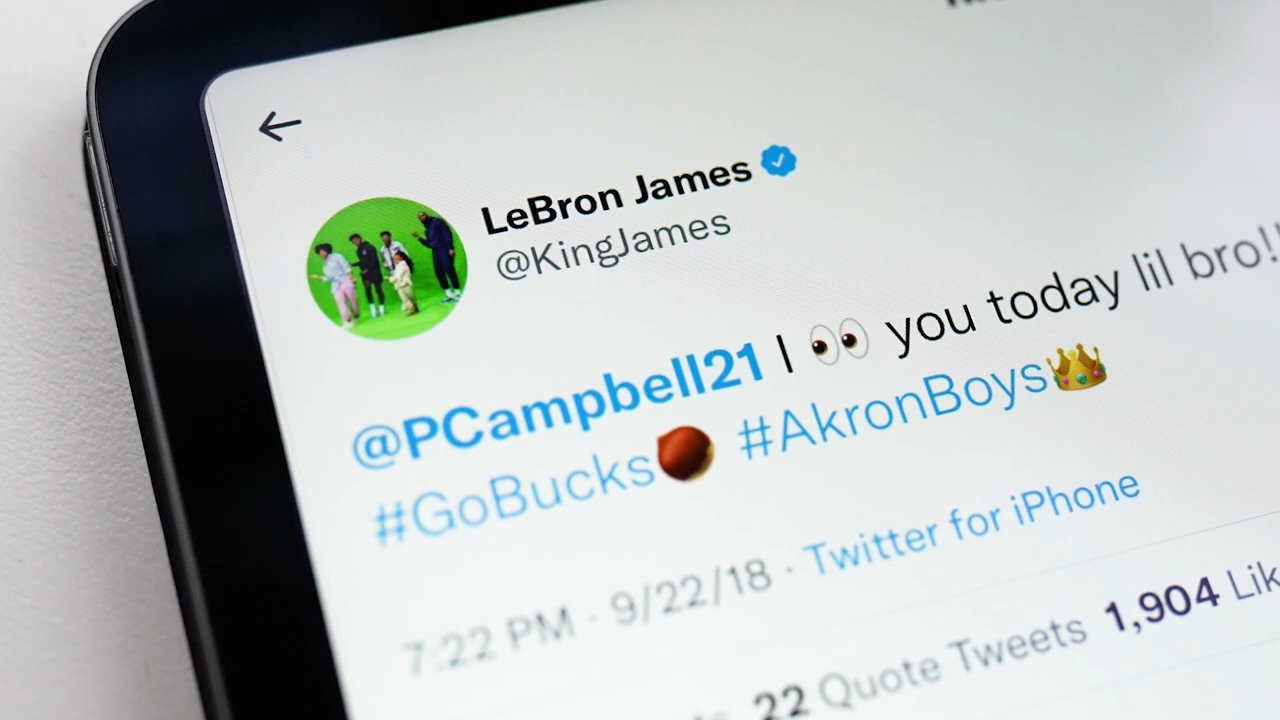 LeBron James
@KingJames
@PCampbell21 I 👀 you today lil bro!!
#GoBucks🌰 #AkronBoys👑
7:22 PM · 9/22/18 · Twitter for iPhone
22 Quote Tweets 1,904